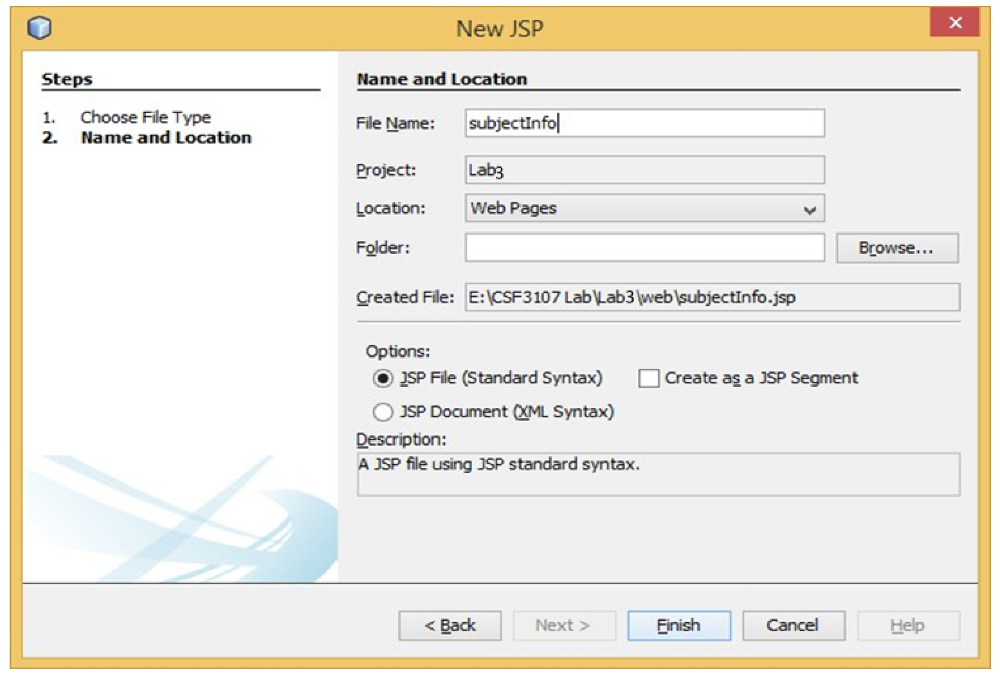 New JSP
Steps
1. Choose File Type
2. Name and Location
Name and Location
File Name: subjectInfo
Project: Lab3
Location: Web Pages
Folder: Browse...
Created File: E:\CSF3107 Lab\Lab3\web\subjectInfo.jsp
Options:
JSP File (Standard Syntax) Create as a JSP Segment
JSP Document (XML Syntax)
Description:
A JSP file using JSP standard syntax.
< Back Next > Finish Cancel Help